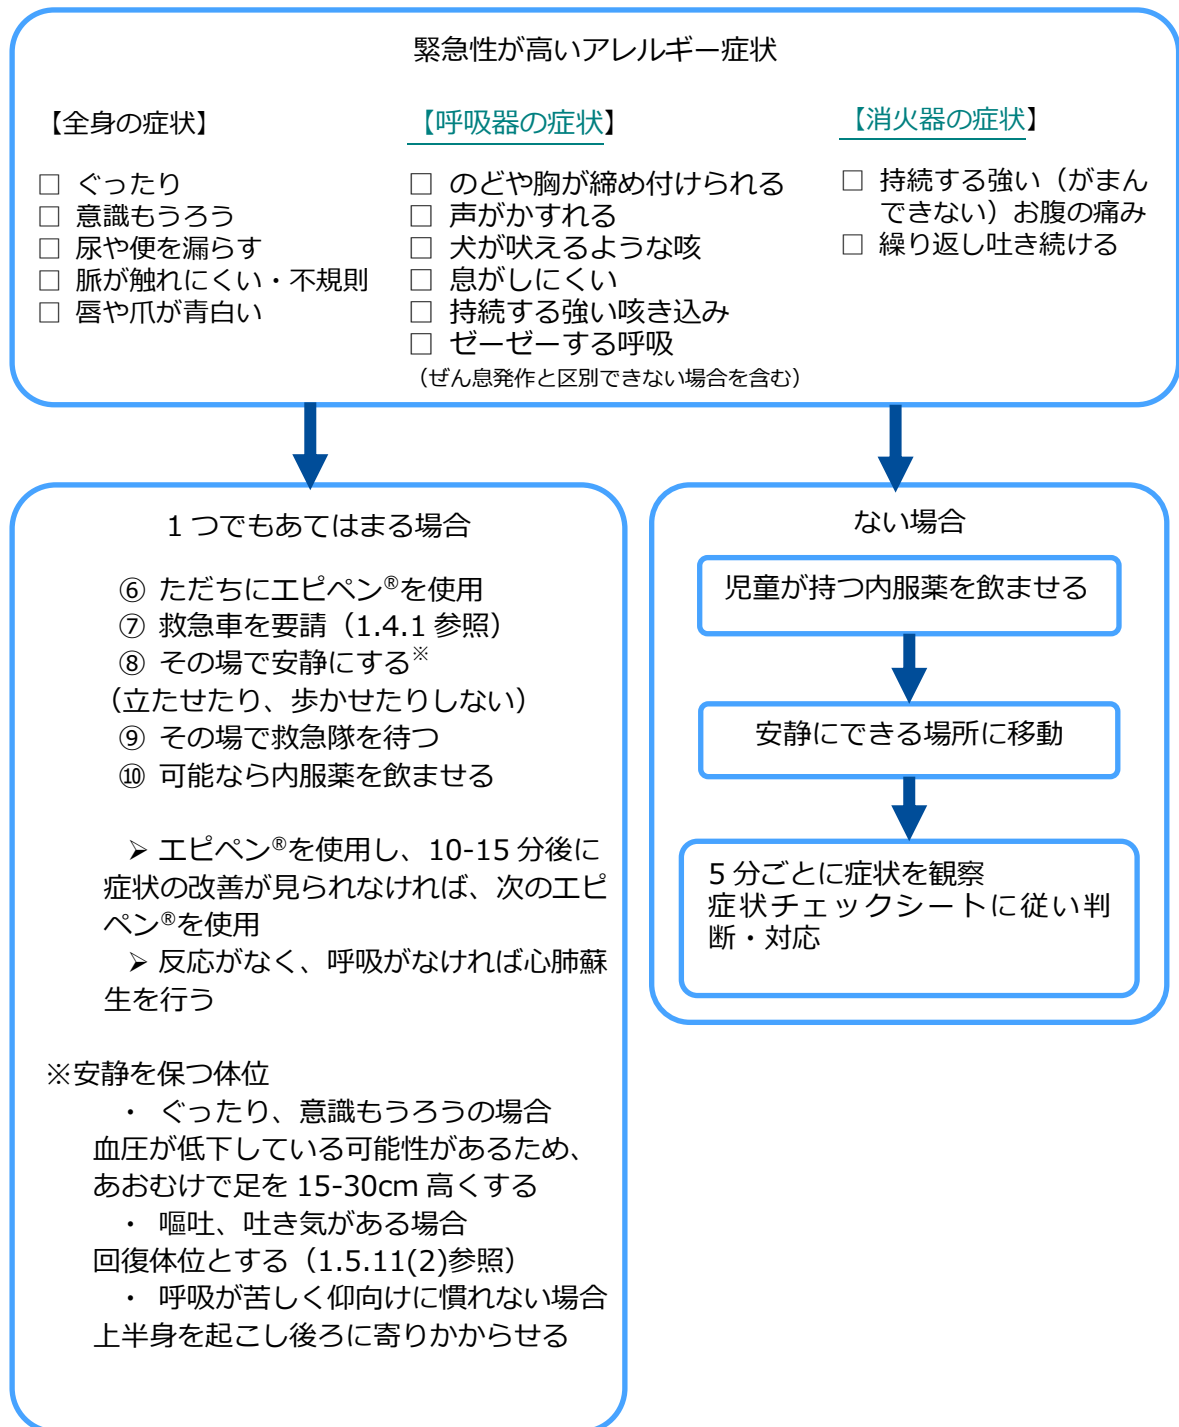 緊急性が高いアレルギー症状
【全身の症状】
□ ぐったり
□ 意識もうろう
□ 尿や便を漏らす
□ 脈が触れにくい・不規則
□ 唇や爪が青白い
【呼吸器の症状】
□ のどや胸が締め付けられる
□ 声がかすれる
□ 犬が吠えるような咳
□ 息がしにくい
□ 持続する強い咳き込み
□ ゼーゼーする呼吸
（ぜん息発作と区別できない場合を含む）
【消火器の症状】
□ 持続する強い（がまん
できない）お腹の痛み
□ 繰り返し吐き続ける
1 つでもあてはまる場合
⑥ ただちにエピペン®を使用
⑦ 救急車を要請（1.4.1 参照）
⑧ その場で安静にする※
（立たせたり、歩かせたりしない）
⑨ その場で救急隊を待つ
⑩ 可能なら内服薬を飲ませる
➢ エピペン®を使用し、10-15 分後に
症状の改善が見られなければ、次のエピ
ペン®を使用
➢ 反応がなく、呼吸がなければ心肺蘇
生を行う
※安静を保つ体位
・ ぐったり、意識もうろうの場合
血圧が低下している可能性があるため、
あおむけで足を 15-30cm 高くする
・ 嘔吐、吐き気がある場合
回復体位とする（1.5.11(2)参照）
・ 呼吸が苦しく仰向けに慣れない場合
上半身を起こし後ろに寄りかからせる
ない場合
児童が持つ内服薬を飲ませる
安静にできる場所に移動
5 分ごとに症状を観察
症状チェックシートに従い判
断・対応